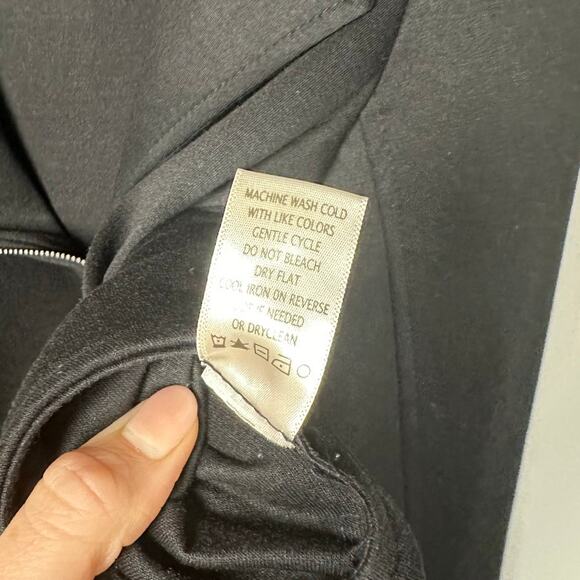 MACHINE WASH COLD
WITH LIKE COLORS
GENTLE CYCLE
DO NOT BLEACH
DRY FLAT
COOL IRON ON REVERSE
IF NEEDED
OR DRYCLEAN